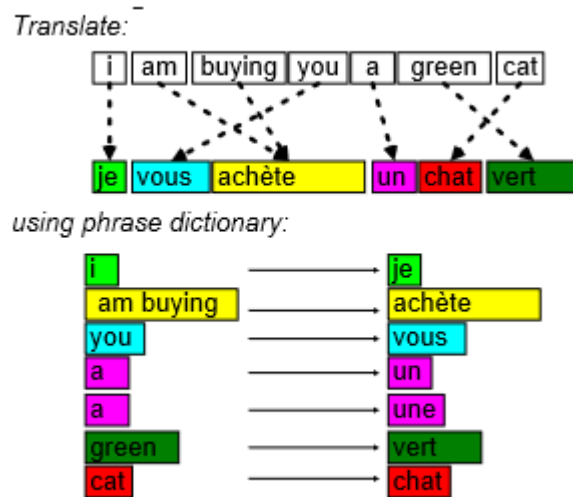 Translate:
i am buying you a green cat
je vous achète un chat vert
using phrase dictionary:
i je
am buying achète
you vous
a un
a une
green vert
cat chat